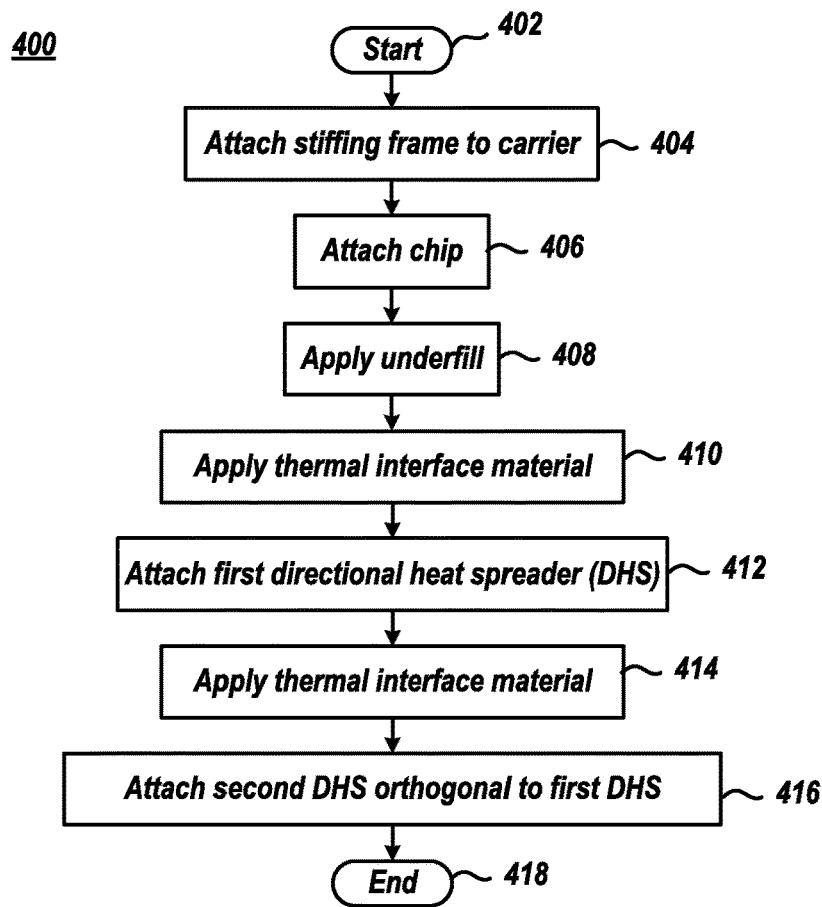 400
Start 402
Attach stiffing frame to carrier 404
Attach chip 406
Apply underfill 408
Apply thermal interface material 410
Attach first directional heat spreader (DHS) 412
Apply thermal interface material 414
Attach second DHS orthogonal to first DHS 416
End 418